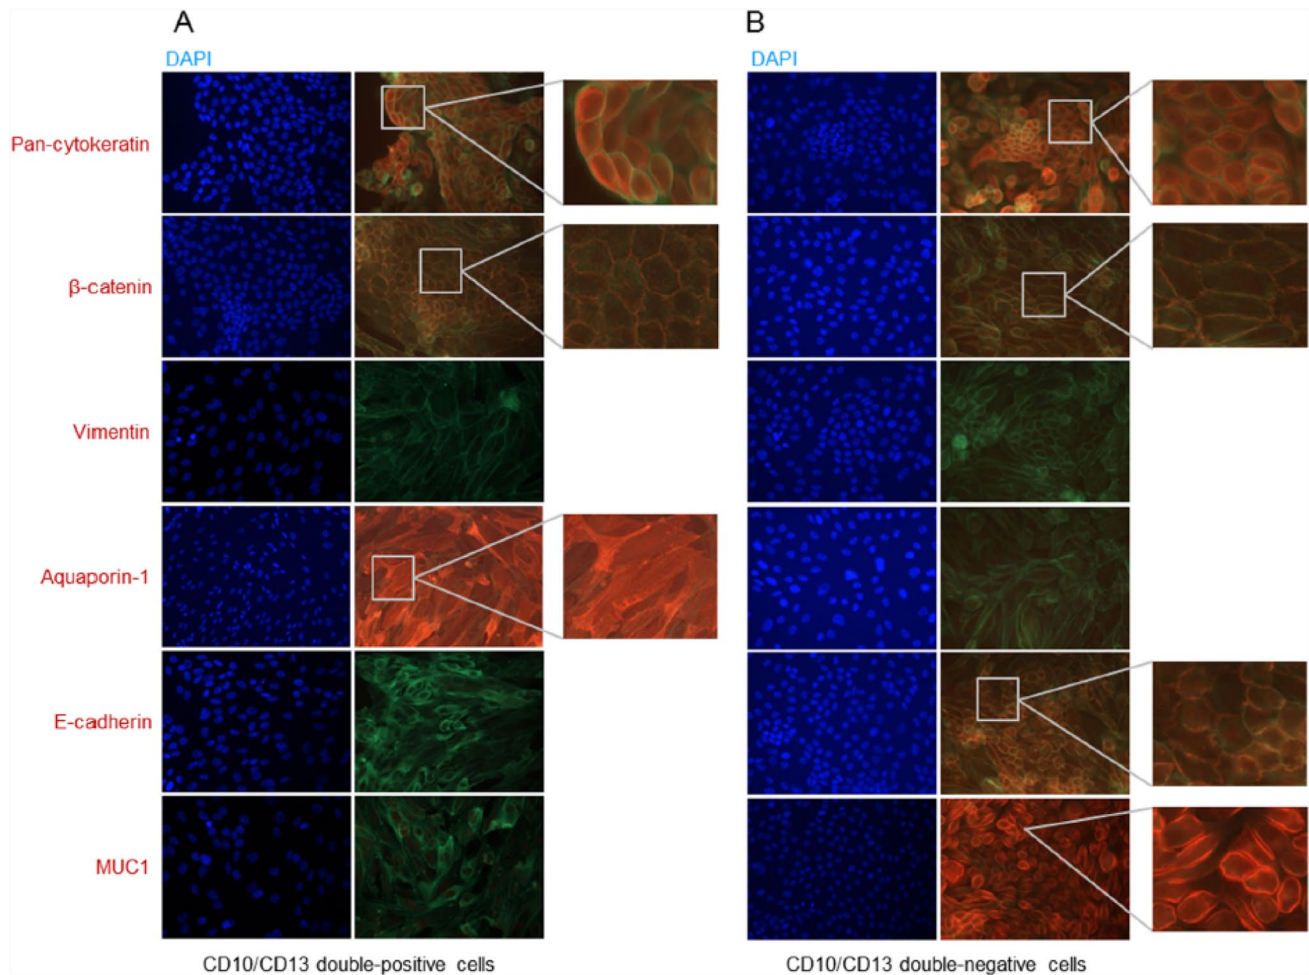 A
B
DAPI
DAPI
Pan-cytokeratin
β-catenin
Vimentin
Aquaporin-1
E-cadherin
MUC1
CD10/CD13 double-positive cells
CD10/CD13 double-negative cells